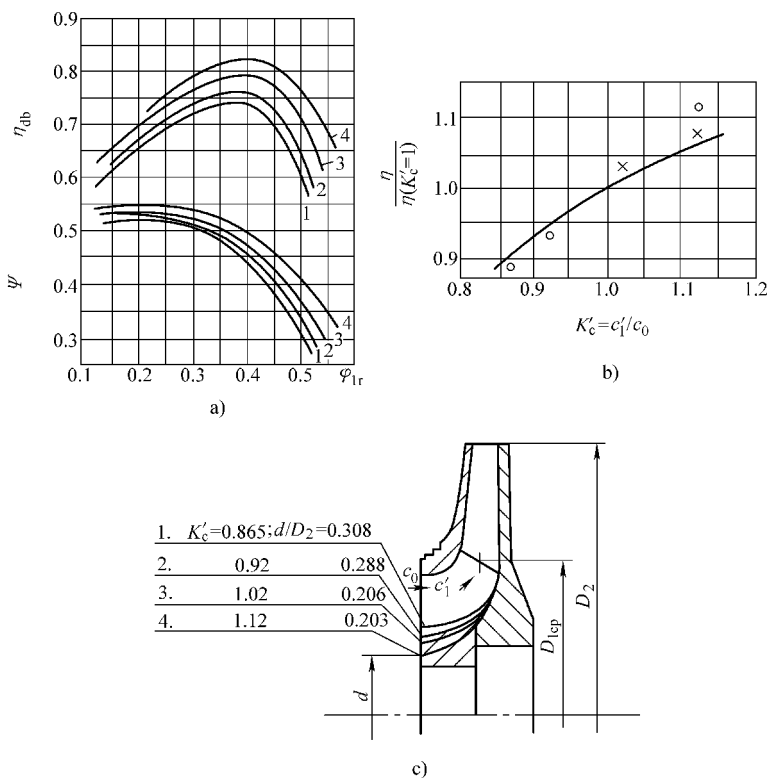 0.9
0.8
0.7
0.6
0.5
0.4
0.3
η_db
Ψ
4
3
2
1
4
3
1 2
0.1 0.2 0.3 0.4 0.5 φ_1r
a)
1.1
1.0
0.9
η
η(K′_c=1)
0.8 0.9 1.0 1.1 1.2
K′_c=c′_1/c_0
b)
1. K′_c=0.865; d/D_2=0.308
2. 0.92 0.288
3. 1.02 0.206
4. 1.12 0.203
c_0
c′_1
d
D_1cp
D_2
c)